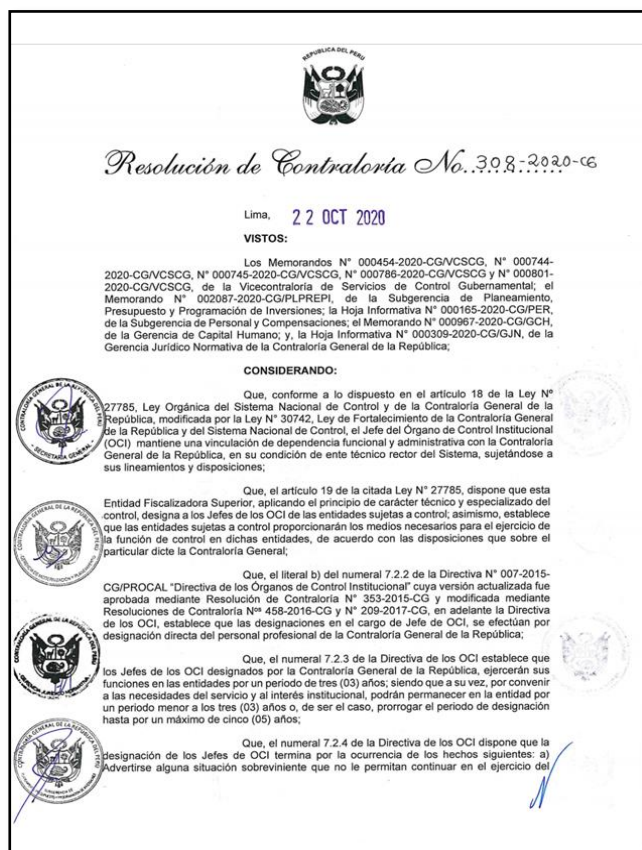 REPUBLICA DEL PERU
Resolución de Contraloría No. 308-2020-CG
Lima, 22 OCT 2020
VISTOS:
Los Memorandos N° 000454-2020-CG/VCSCG, N° 000744-
2020-CG/VCSCG, N° 000745-2020-CG/VCSCG, N° 000786-2020-CG/VCSCG y N° 000801-
2020-CG/VCSCG, de la Vicecontraloría de Servicios de Control Gubernamental; el
Memorando N° 002087-2020-CG/PLPREPI, de la Subgerencia de Planeamiento,
Presupuesto y Programación de Inversiones; la Hoja Informativa N° 000165-2020-CG/PER,
de la Subgerencia de Personal y Compensaciones; el Memorando N° 000967-2020-CG/GCH,
de la Gerencia de Capital Humano; y, la Hoja Informativa N° 000309-2020-CG/GJN, de la
Gerencia Jurídico Normativa de la Contraloría General de la República;
CONSIDERANDO:
Que, conforme a lo dispuesto en el artículo 18 de la Ley Nº
27785, Ley Orgánica del Sistema Nacional de Control y de la Contraloría General de la
República, modificada por la Ley N° 30742, Ley de Fortalecimiento de la Contraloría General
de la República y del Sistema Nacional de Control, el Jefe del Órgano de Control Institucional
(OCI) mantiene una vinculación de dependencia funcional y administrativa con la Contraloría
General de la República, en su condición de ente técnico rector del Sistema, sujetándose a
sus lineamientos y disposiciones;
Que, el artículo 19 de la citada Ley N° 27785, dispone que esta
Entidad Fiscalizadora Superior, aplicando el principio de carácter técnico y especializado del
control, designa a los Jefes de los OCI de las entidades sujetas a control; asimismo, establece
que las entidades sujetas a control proporcionarán los medios necesarios para el ejercicio de
la función de control en dichas entidades, de acuerdo con las disposiciones que sobre el
particular dicte la Contraloría General;
Que, el literal b) del numeral 7.2.2 de la Directiva N° 007-2015-
CG/PROCAL "Directiva de los Órganos de Control Institucional" cuya versión actualizada fue
aprobada mediante Resolución de Contraloría N° 353-2015-CG y modificada mediante
Resoluciones de Contraloría Nos 458-2016-CG y N° 209-2017-CG, en adelante la Directiva
de los OCI, establece que las designaciones en el cargo de Jefe de OCI, se efectúan por
designación directa del personal profesional de la Contraloría General de la República;
Que, el numeral 7.2.3 de la Directiva de los OCI establece que
los Jefes de los OCI designados por la Contraloría General de la República, ejercerán sus
funciones en las entidades por un periodo de tres (03) años; siendo que a su vez, por convenir
a las necesidades del servicio y al interés institucional, podrán permanecer en la entidad por
un periodo menor a los tres (03) años o, de ser el caso, prorrogar el periodo de designación
hasta por un máximo de cinco (05) años;
Que, el numeral 7.2.4 de la Directiva de los OCI dispone que la
designación de los Jefes de OCI termina por la ocurrencia de los hechos siguientes: a)
Advertirse alguna situación sobreviniente que no le permitan continuar en el ejercicio del
CONTRALORÍA GENERAL DE LA REPÚBLICA
SECRETARÍA GENERAL
CONTRALORÍA GENERAL DE LA REPÚBLICA
CONTRALORÍA GENERAL DE LA REPÚBLICA
CONTRALORÍA GENERAL DE LA REPÚBLICA